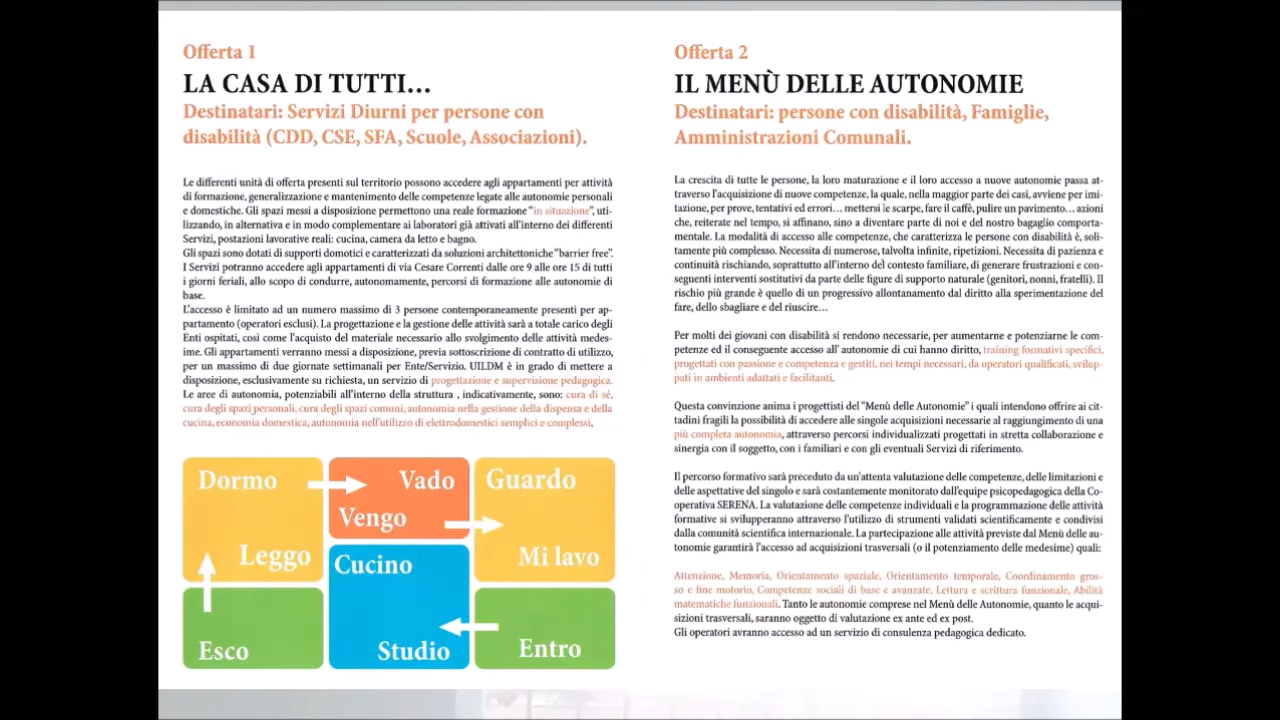 Offerta 1
LA CASA DI TUTTI...
Destinatari: Servizi Diurni per persone con
disabilità (CDD, CSE, SFA, Scuole, Associazioni).
Le differenti unità di offerta presenti sul territorio possono accedere agli appartamenti per attività
di formazione, generalizzazione e mantenimento delle competenze legate alle autonomie personali
e domestiche. Gli spazi messi a disposizione permettono una reale formazione "in situazione", uti-
lizzando, in alternativa e in modo complementare ai laboratori già attivati all'interno dei differenti
Servizi, postazioni lavorative reali: cucina, camera da letto e bagno.
Gli spazi sono dotati di supporti domotici e caratterizzati da soluzioni architettoniche "barrier free".
I Servizi potranno accedere agli appartamenti di via Cesare Correnti dalle ore 9 alle ore 15 di tutti
i giorni feriali, allo scopo di condurre, autonomamente, percorsi di formazione alle autonomie di
base.
L'accesso è limitato ad un numero massimo di 3 persone contemporaneamente presenti per ap-
partamento (operatori esclusi). La progettazione e la gestione delle attività sarà a totale carico degli
Enti ospitati, così come l'acquisto del materiale necessario allo svolgimento delle attività medes-
ime. Gli appartamenti verranno messi a disposizione, previa sottoscrizione di contratto di utilizzo,
per un massimo di due giornate settimanali per Ente/Servizio. UILDM è in grado di mettere a
disposizione, esclusivamente su richiesta, un servizio di progettazione e supervisione pedagogica.
Le aree di autonomia, potenziabili all'interno della struttura , indicativamente, sono: cura di sé,
cura degli spazi personali, cura degli spazi comuni, autonomia nella gestione della dispensa e della
cucina, economia domestica, autonomia nell'utilizzo di elettrodomestici semplici e complessi.
Dormo
Leggo
Vado
Vengo
Guardo
Mi lavo
Esco
Cucino
Studio
Entro
Offerta 2
IL MENÙ DELLE AUTONOMIE
Destinatari: persone con disabilità, Famiglie,
Amministrazioni Comunali.
La crescita di tutte le persone, la loro maturazione e il loro accesso a nuove autonomie passa at-
traverso l'acquisizione di nuove competenze, la quale, nella maggior parte dei casi, avviene per imi-
tazione, per prove, tentativi ed errori... mettersi le scarpe, fare il caffè, pulire un pavimento... azioni
che, reiterate nel tempo, si affinano, sino a diventare parte di noi e del nostro bagaglio comporta-
mentale. La modalità di accesso alle competenze, che caratterizza le persone con disabilità è, soli-
tamente più complesso. Necessita di numerose, talvolta infinite, ripetizioni. Necessita di pazienza e
continuità rischiando, soprattutto all'interno del contesto familiare, di generare frustrazioni e con-
seguenti interventi sostitutivi da parte delle figure di supporto naturale (genitori, nonni, fratelli). Il
rischio più grande è quello di un progressivo allontanamento dal diritto alla sperimentazione del
fare, dello sbagliare e del riuscire...
Per molti dei giovani con disabilità si rendono necessarie, per aumentarne e potenziarne le com-
petenze ed il conseguente accesso all' autonomie di cui hanno diritto, training formativi specifici,
progettati con passione e competenza e gestiti, nei tempi necessari, da operatori qualificati, svilup-
pati in ambienti adattati e facilitanti.
Questa convinzione anima i progettisti del "Menù delle Autonomie" i quali intendono offrire ai cit-
tadini fragili la possibilità di accedere alle singole acquisizioni necessarie al raggiungimento di una
più completa autonomia, attraverso percorsi individualizzati progettati in stretta collaborazione e
sinergia con il soggetto, con i familiari e con gli eventuali Servizi di riferimento.
Il percorso formativo sarà preceduto da un'attenta valutazione delle competenze, delle limitazioni e
delle aspettative del singolo e sarà costantemente monitorato dall'equipe psicopedagogica della Co-
operativa SERENA. La valutazione delle competenze individuali e la programmazione delle attività
formative si svilupperanno attraverso l'utilizzo di strumenti validati scientificamente e condivisi
dalla comunità scientifica internazionale. La partecipazione alle attività previste dal Menù delle au-
tonomie garantirà l'accesso ad acquisizioni trasversali (o il potenziamento delle medesime) quali:
Attenzione, Memoria, Orientamento spaziale, Orientamento temporale, Coordinamento gros-
so e fine motorio, Competenze sociali di base e avanzate, Lettura e scrittura funzionale, Abilità
matematiche funzionali. Tanto le autonomie comprese nel Menù delle Autonomie, quanto le acqui-
sizioni trasversali, saranno oggetto di valutazione ex ante ed ex post.
Gli operatori avranno accesso ad un servizio di consulenza pedagogica dedicato.